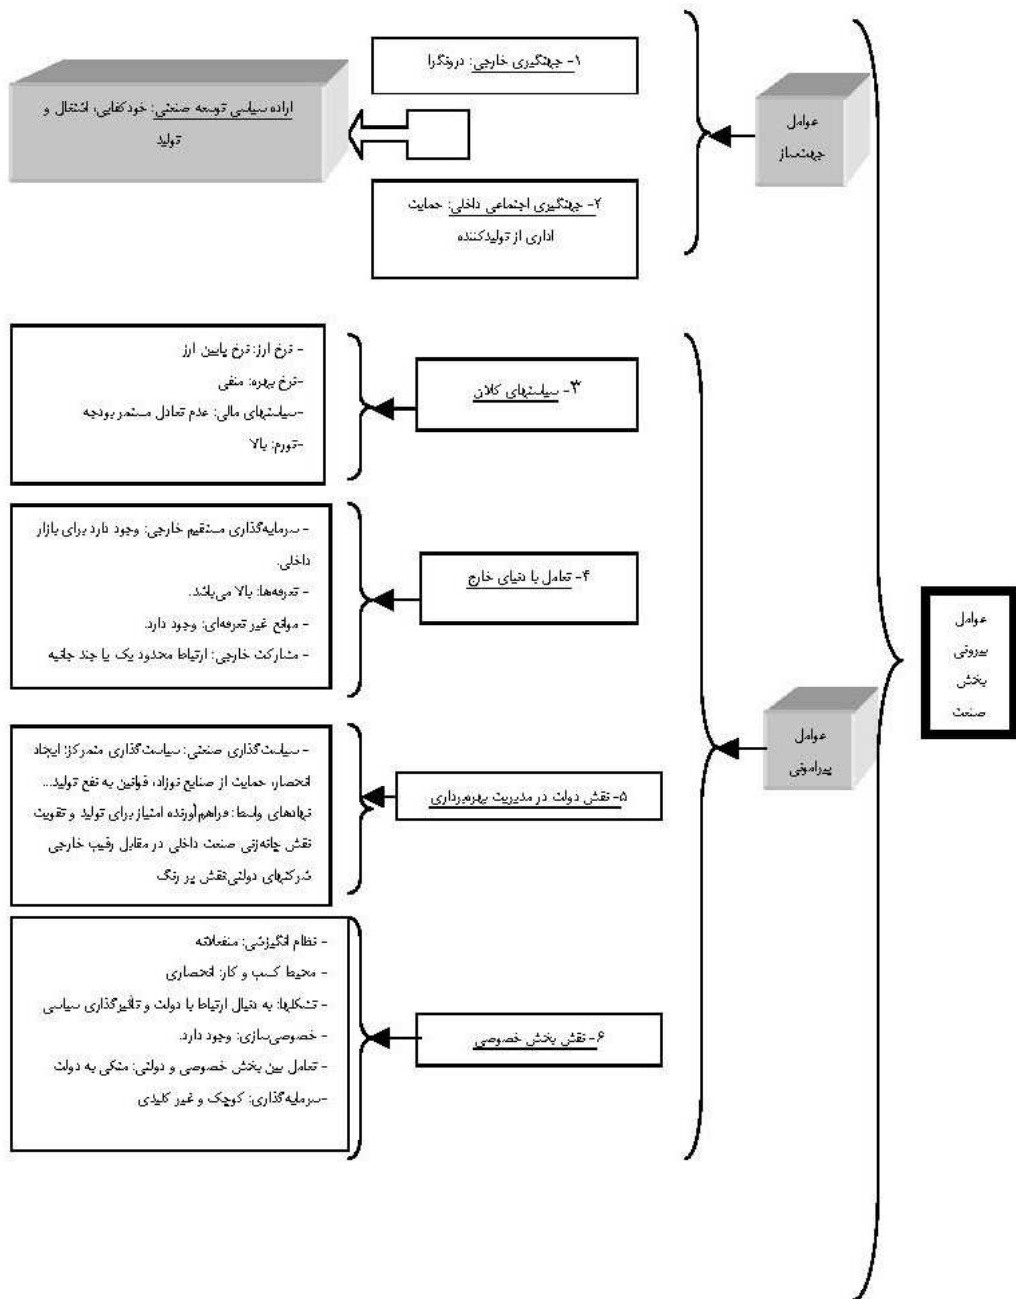 عوامل
بیرونی
بخش
صنعت
عوامل
جهت‌ساز
۱- جهتگیری خارجی: درونگرا
۲- جهتگیری اجتماعی داخلی: حمایت
اداری از تولیدکننده
اراده سیاسی توسعه صنعتی: خودکفایی، اشتغال و
تولید
عوامل
پیرامونی
۳- سیاستهای کلان
- نرخ ارز: نرخ پایین ارز
-نرخ بهره: منفی
-سیاستهای مالی: عدم تعادل مستمر بودجه
-تورم: بالا
۴- تعامل با دنیای خارج
- سرمایه‌گذاری مستقیم خارجی: وجود دارد برای بازار
داخلی.
- تعرفه‌ها: بالا می‌باشد.
- موانع غیر تعرفه‌ای: وجود دارد.
- مشارکت خارجی: ارتباط محدود یک یا چند جانبه
۵- نقش دولت در مدیریت بهره‌برداری
- سیاست‌گذاری صنعتی: سیاست‌گذاری متمرکز؛ ایجاد
انحصار، حمایت از صنایع نوزاد، قوانین به نفع تولید...
نهادهای واسط: فراهم‌آورنده امتیاز برای تولید و تقویت
نقش چانه‌زنی صنعت داخلی در مقابل رقیب خارجی
شرکتهای دولتی:نقش پر رنگ
۶- نقش بخش خصوصی
- نظام انگیزشی: منفعلانه
- محیط کسب و کار: انحصاری
- تشکلها: به دنبال ارتباط با دولت و تأثیرگذاری سیاسی
- خصوصی‌سازی: وجود دارد.
- تعامل بین بخش خصوصی و دولتی: متکی به دولت
-سرمایه‌گذاری: کوچک و غیر کلیدی